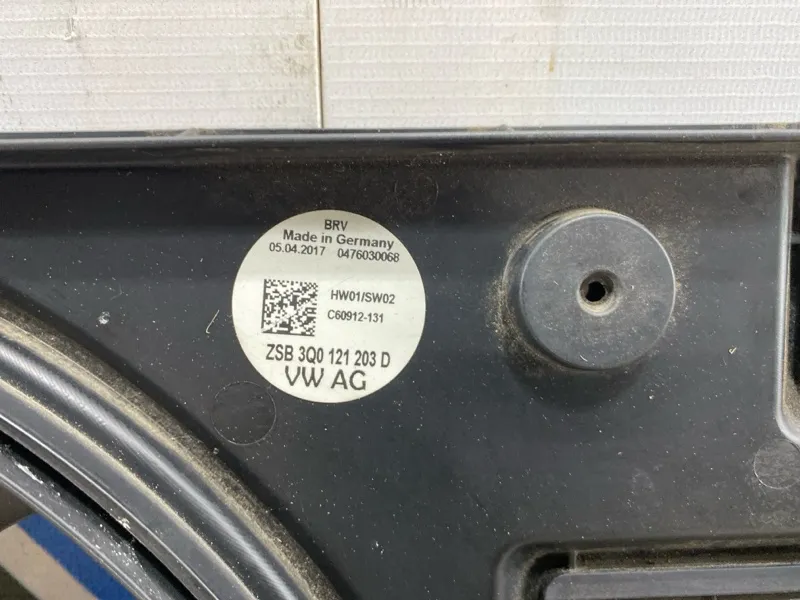 BRV
Made in Germany
05.04.2017 0476030068
HW01/SW02
C60912-131
ZSB 3Q0 121 203 D
VW AG